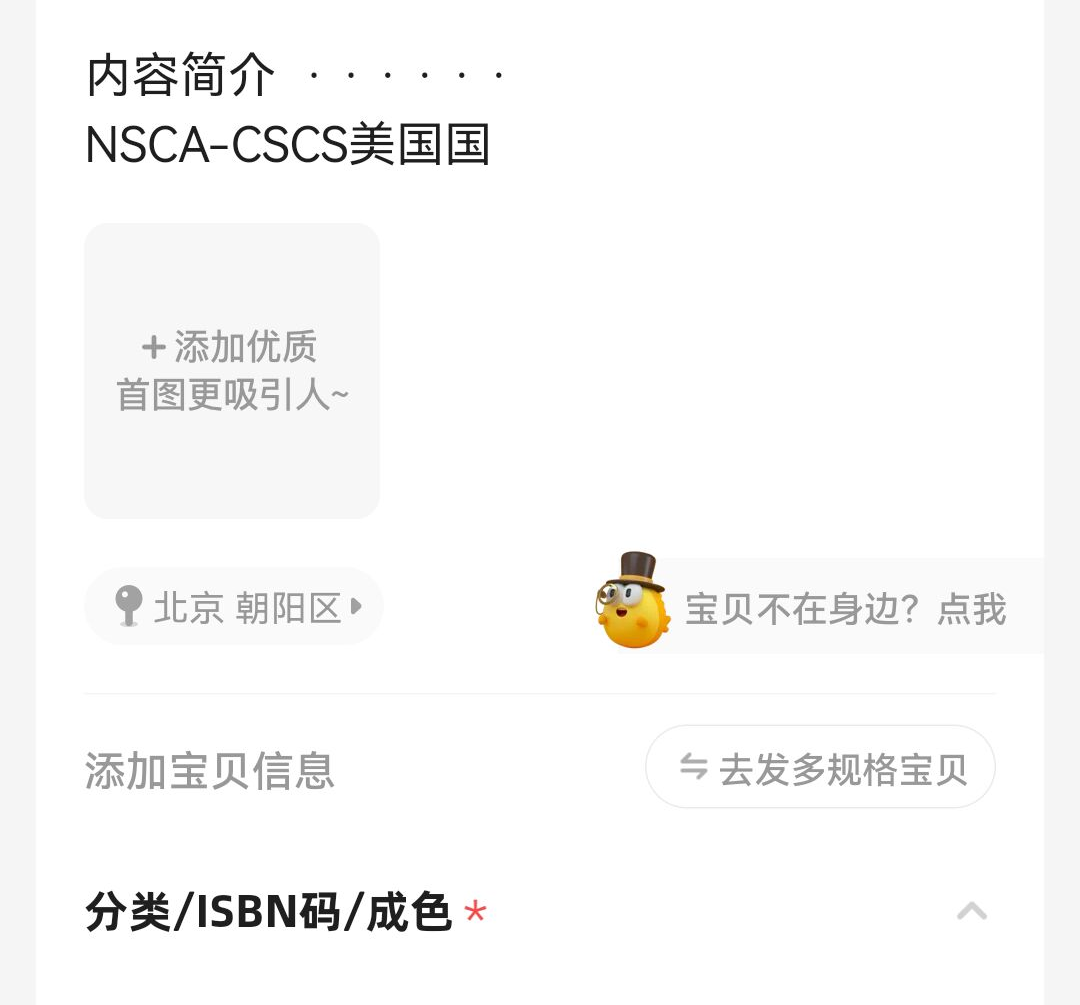 内容简介 · · · · · ·
NSCA-CSCS美国国
+ 添加优质
首图更吸引人~
北京 朝阳区
宝贝不在身边？点我
添加宝贝信息
去发多规格宝贝
分类/ISBN码/成色 *